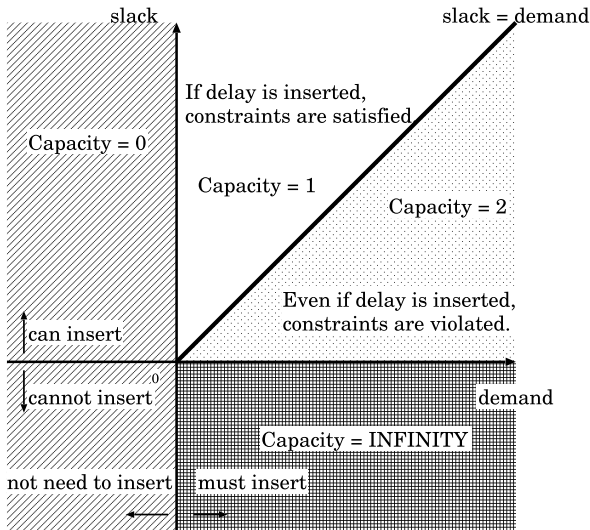 slack
slack = demand
If delay is inserted,
constraints are satisfied.
Capacity = 0
Capacity = 1
Capacity = 2
Even if delay is inserted,
constraints are violated.
can insert
0
cannot insert
demand
Capacity = INFINITY
not need to insert
must insert